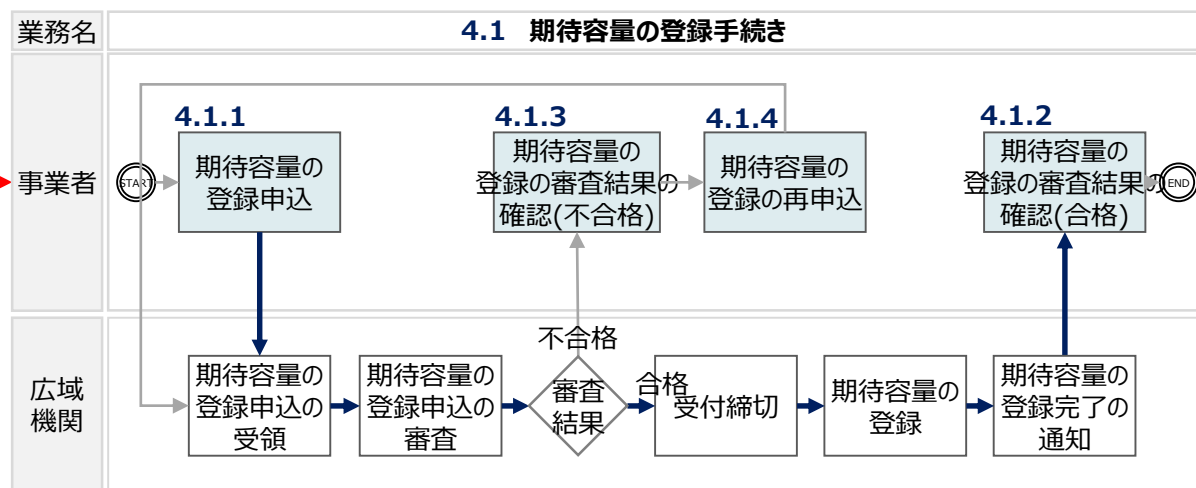 業務名
4.1 期待容量の登録手続き
事業者
START
4.1.1
期待容量の
登録申込
4.1.3
期待容量の
登録の審査結果の
確認(不合格)
4.1.4
期待容量の
登録の再申込
4.1.2
期待容量の
登録の審査結果の
確認(合格)
END
広域
機関
期待容量の
登録申込の
受領
期待容量の
登録申込の
審査
不合格
審査
結果
合格
受付締切
期待容量の
登録
期待容量の
登録完了の
通知